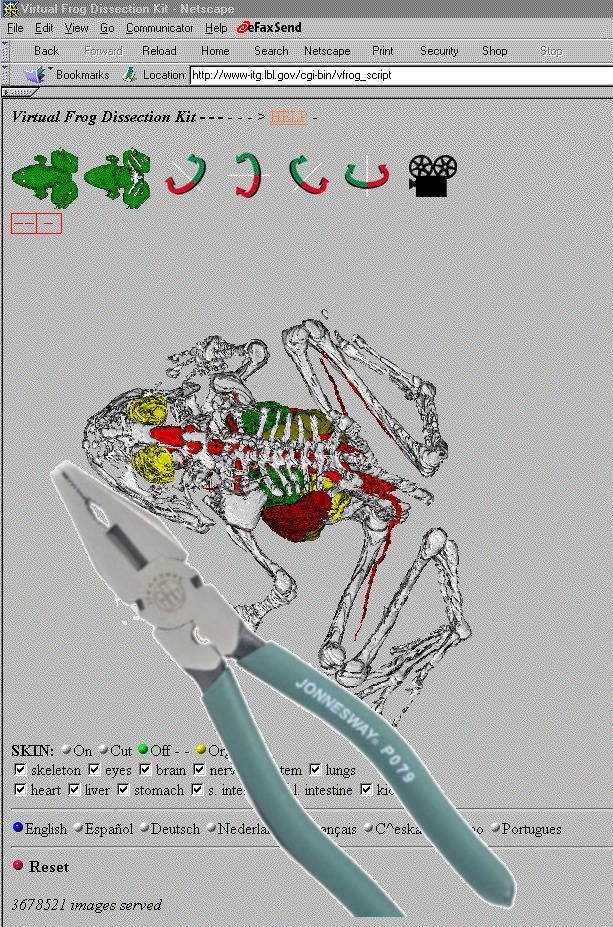 Virtual Frog Dissection Kit - Netscape
File Edit View Go Communicator Help eFaxSend
Back Forward Reload Home Search Netscape Print Security Shop Stop
Bookmarks Location: http://www-itg.lbl.gov/cgi-bin/vfrog_script
Virtual Frog Dissection Kit - - - - - - > HELP -
JONNESWAY® P079
SKIN: On Cut Off - -
skeleton eyes brain lungs
heart liver stomach l. intestine
English Español Deutsch Portugues
Reset
3678521 images served